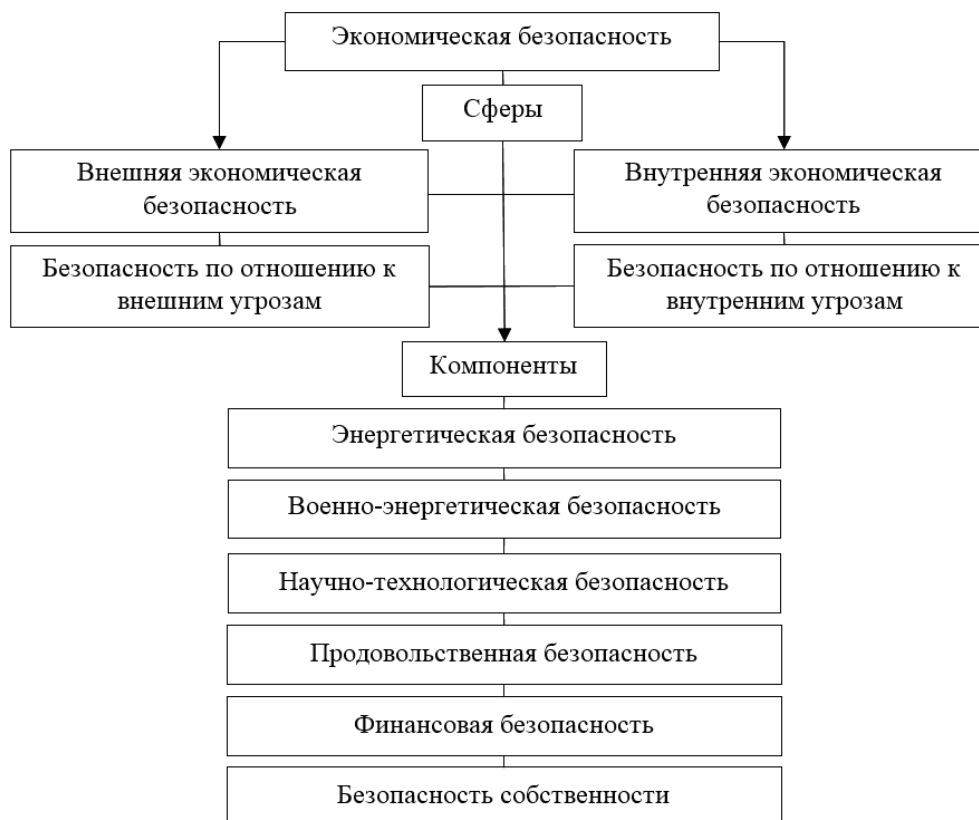 Экономическая безопасность
Сферы
Внешняя экономическая
безопасность
Внутренняя экономическая
безопасность
Безопасность по отношению к
внешним угрозам
Безопасность по отношению к
внутренним угрозам
Компоненты
Энергетическая безопасность
Военно-энергетическая безопасность
Научно-технологическая безопасность
Продовольственная безопасность
Финансовая безопасность
Безопасность собственности